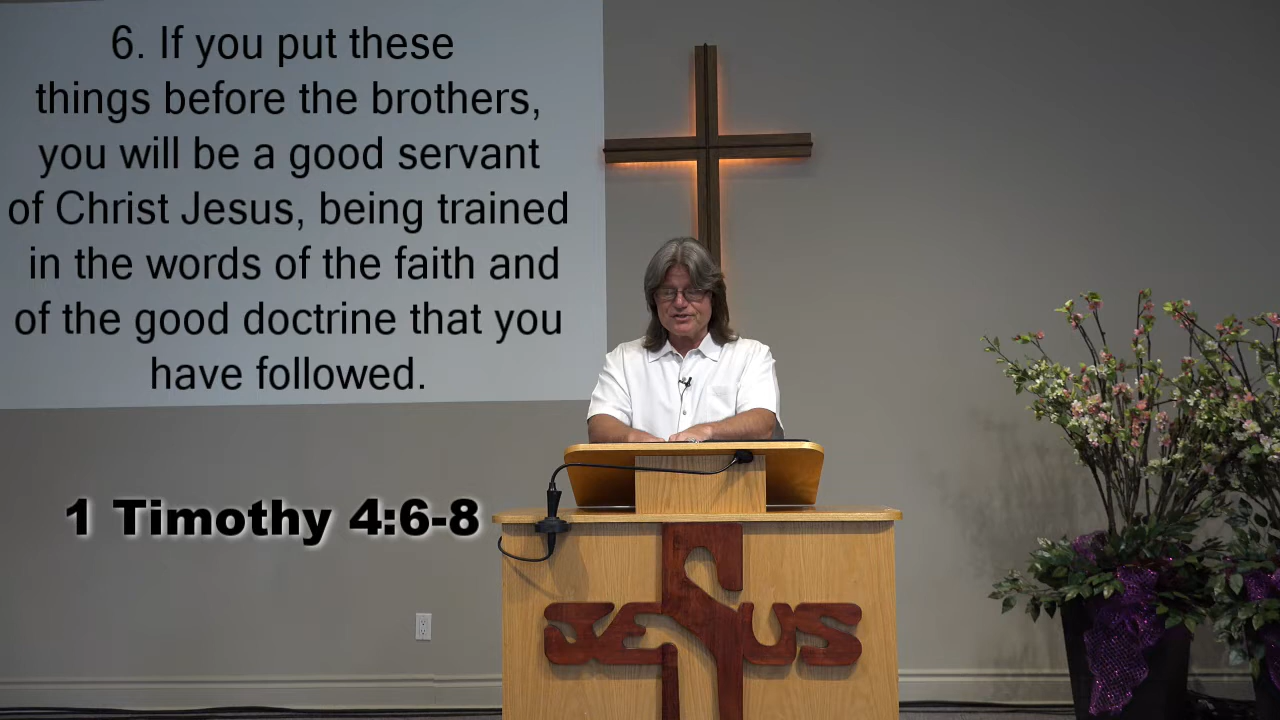 6. If you put these
things before the brothers,
you will be a good servant
of Christ Jesus, being trained
in the words of the faith and
of the good doctrine that you
have followed.
1 Timothy 4:6-8
JESUS